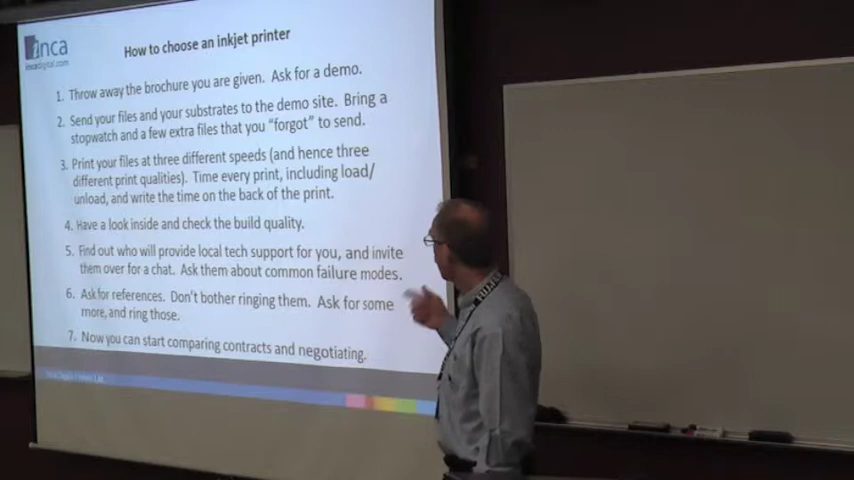 inca
incadigital.com
How to choose an inkjet printer
1. Throw away the brochure you are given. Ask for a demo.
2. Send your files and your substrates to the demo site. Bring a
stopwatch and a few extra files that you "forgot" to send.
3. Print your files at three different speeds (and hence three
different print qualities). Time every print, including load/
unload, and write the time on the back of the print.
4. Have a look inside and check the build quality.
5. Find out who will provide local tech support for you, and invite
them over for a chat. Ask them about common failure modes.
6. Ask for references. Don't bother ringing them. Ask for some
more, and ring those.
7. Now you can start comparing contracts and negotiating.